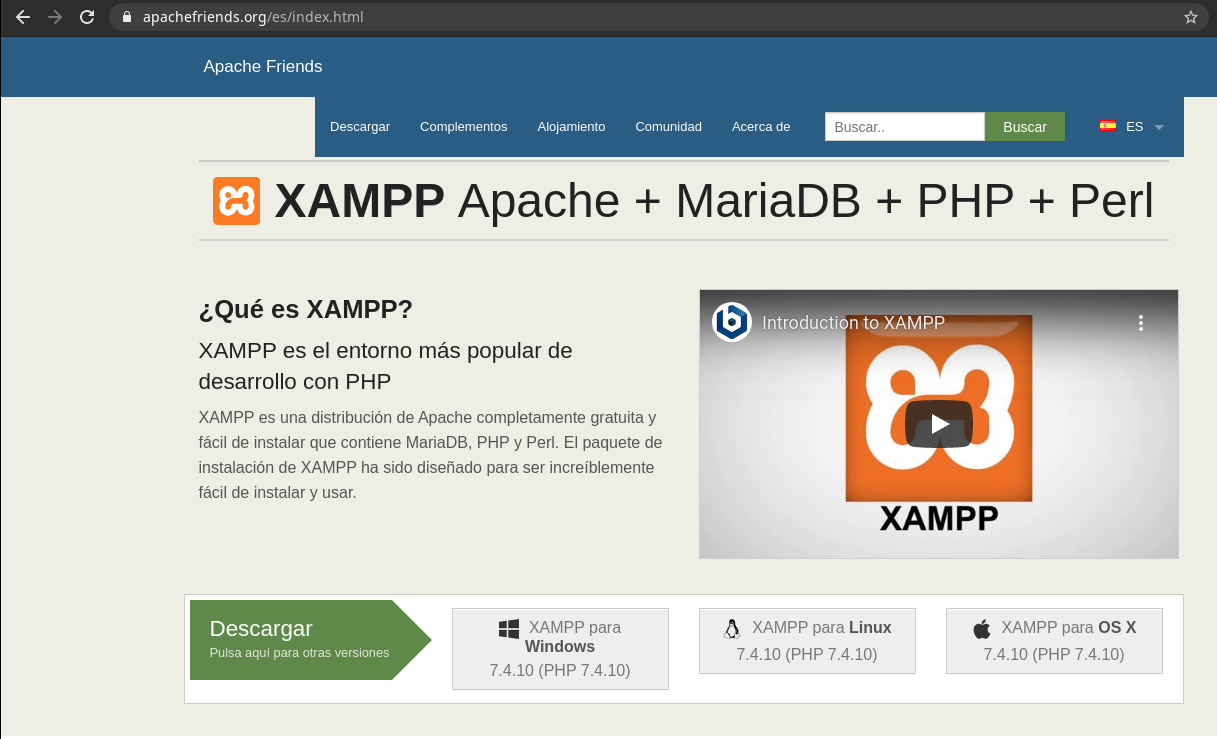 apachefriends.org/es/index.html
Apache Friends
Descargar Complementos Alojamiento Comunidad Acerca de Buscar.. Buscar ES
XAMPP Apache + MariaDB + PHP + Perl
¿Qué es XAMPP?
XAMPP es el entorno más popular de
desarrollo con PHP
XAMPP es una distribución de Apache completamente gratuita y
fácil de instalar que contiene MariaDB, PHP y Perl. El paquete de
instalación de XAMPP ha sido diseñado para ser increíblemente
fácil de instalar y usar.
Introduction to XAMPP
XAMPP
Descargar
Pulsa aquí para otras versiones
XAMPP para
Windows
7.4.10 (PHP 7.4.10)
XAMPP para Linux
7.4.10 (PHP 7.4.10)
XAMPP para OS X
7.4.10 (PHP 7.4.10)